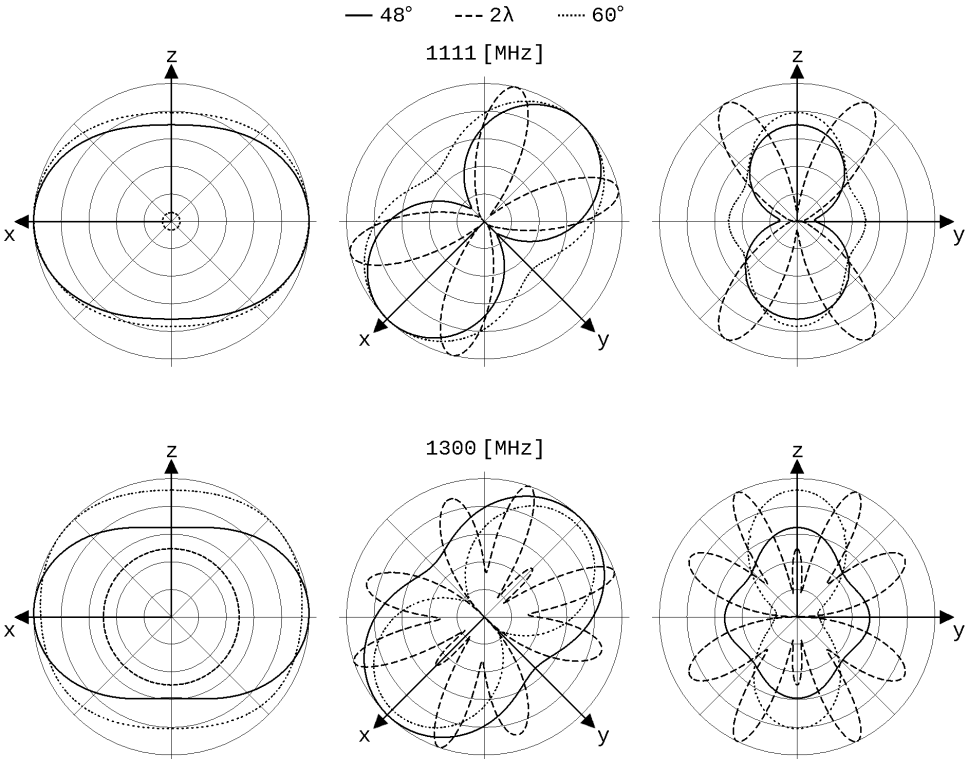 48° 2λ 60°
1111 [MHz]
z z
x x y y
1300 [MHz]
z z
x x y y